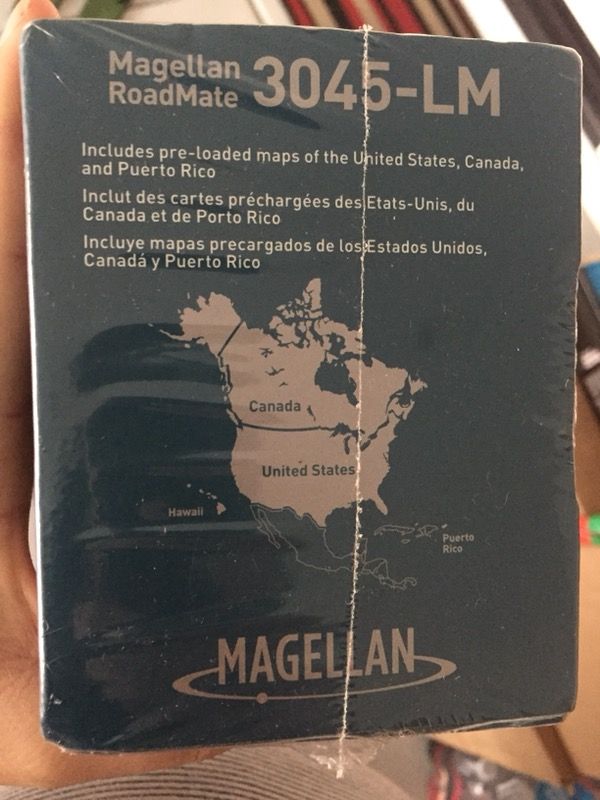 Magellan
RoadMate 3045-LM
Includes pre-loaded maps of the United States, Canada,
and Puerto Rico
Inclut des cartes préchargées des Etats-Unis, du
Canada et de Porto Rico
Incluye mapas precargados de los Estados Unidos,
Canadá y Puerto Rico
Canada
United States
Hawaii
Puerto
Rico
MAGELLAN